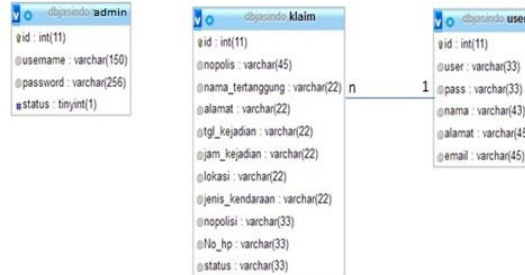 dbjasindo admin
id : int(11)
username : varchar(150)
password : varchar(256)
status : tinyint(1)
dbjasindo klaim
id : int(11)
nopolis : varchar(45)
nama_tertanggung : varchar(22)
alamat : varchar(22)
tgl_kejadian : varchar(22)
jam_kejadian : varchar(22)
lokasi : varchar(22)
jenis_kendaraan : varchar(22)
nopolisi : varchar(33)
No_hp : varchar(33)
status : varchar(33)
n
1
dbjasindo user
id : int(11)
user : varchar(33)
pass : varchar(33)
nama : varchar(43)
alamat : varchar(45
email : varchar(45)